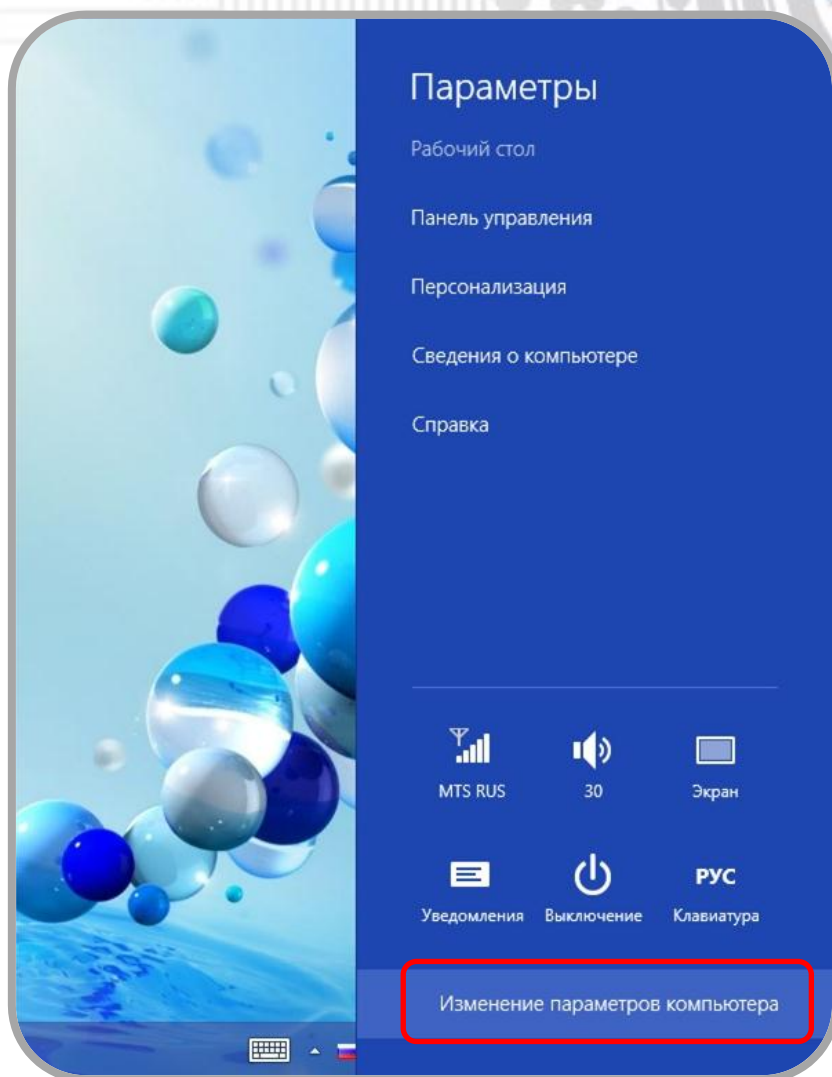 Параметры
Рабочий стол
Панель управления
Персонализация
Сведения о компьютере
Справка
MTS RUS
30
Экран
Уведомления
Выключение
РУС
Клавиатура
Изменение параметров компьютера